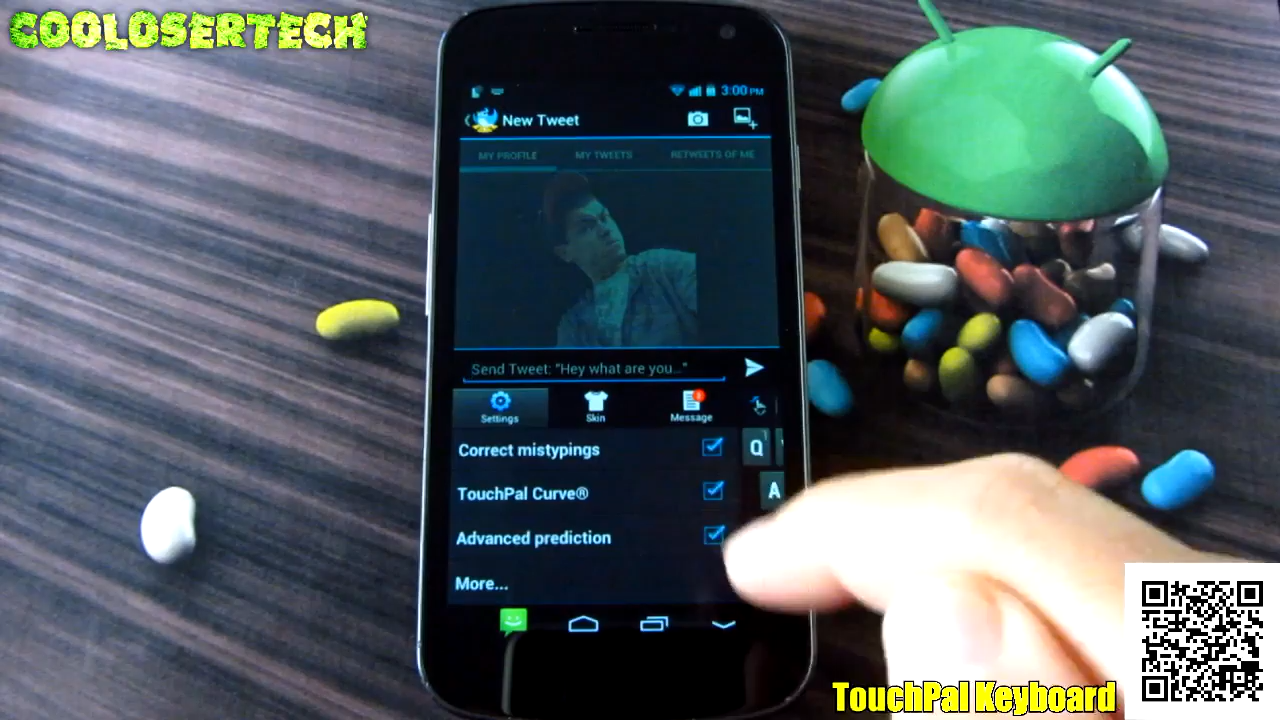 COOLOSERTECH
3:00 PM
New Tweet
MY PROFILE
MY TWEETS
RETWEETS OF ME
Send Tweet: "Hey what are you..."
Settings
Skin
Message
Correct mistypings
Q
TouchPal Curve®
A
Advanced prediction
More...
TouchPal Keyboard